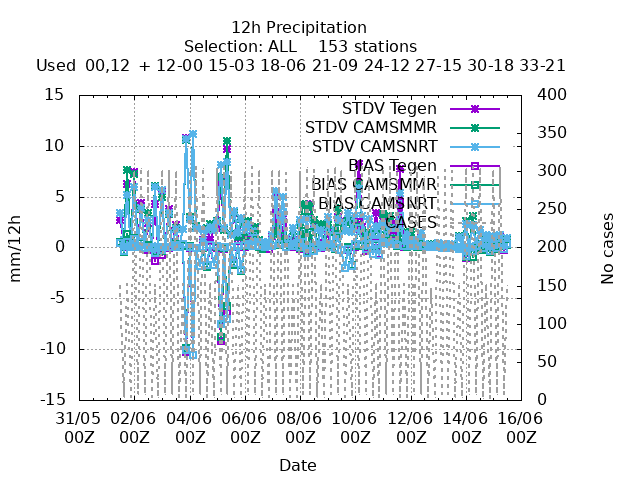 12h Precipitation
Selection: ALL 153 stations
Used 00,12 + 12-00 15-03 18-06 21-09 24-12 27-15 30-18 33-21
15 400
STDV Tegen
STDV CAMSMMR
10 350
STDV CAMSNRT
BIAS Tegen
300
BIAS CAMSMMR
5 250
BIAS CAMSNRT
CASES
0 200
mm/12h
No cases
-5 150
100
-10 50
-15 0
31/05 02/06 04/06 06/06 08/06 10/06 12/06 14/06 16/06
00Z 00Z 00Z 00Z 00Z 00Z 00Z 00Z 00Z
Date